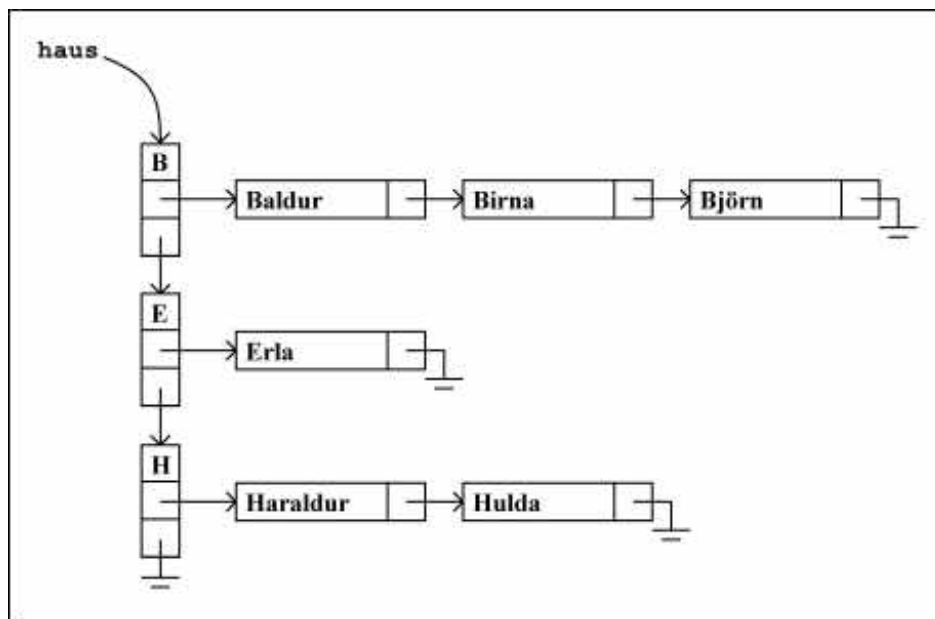 haus
B
Baldur Birna Björn
E
Erla
H
Haraldur Hulda